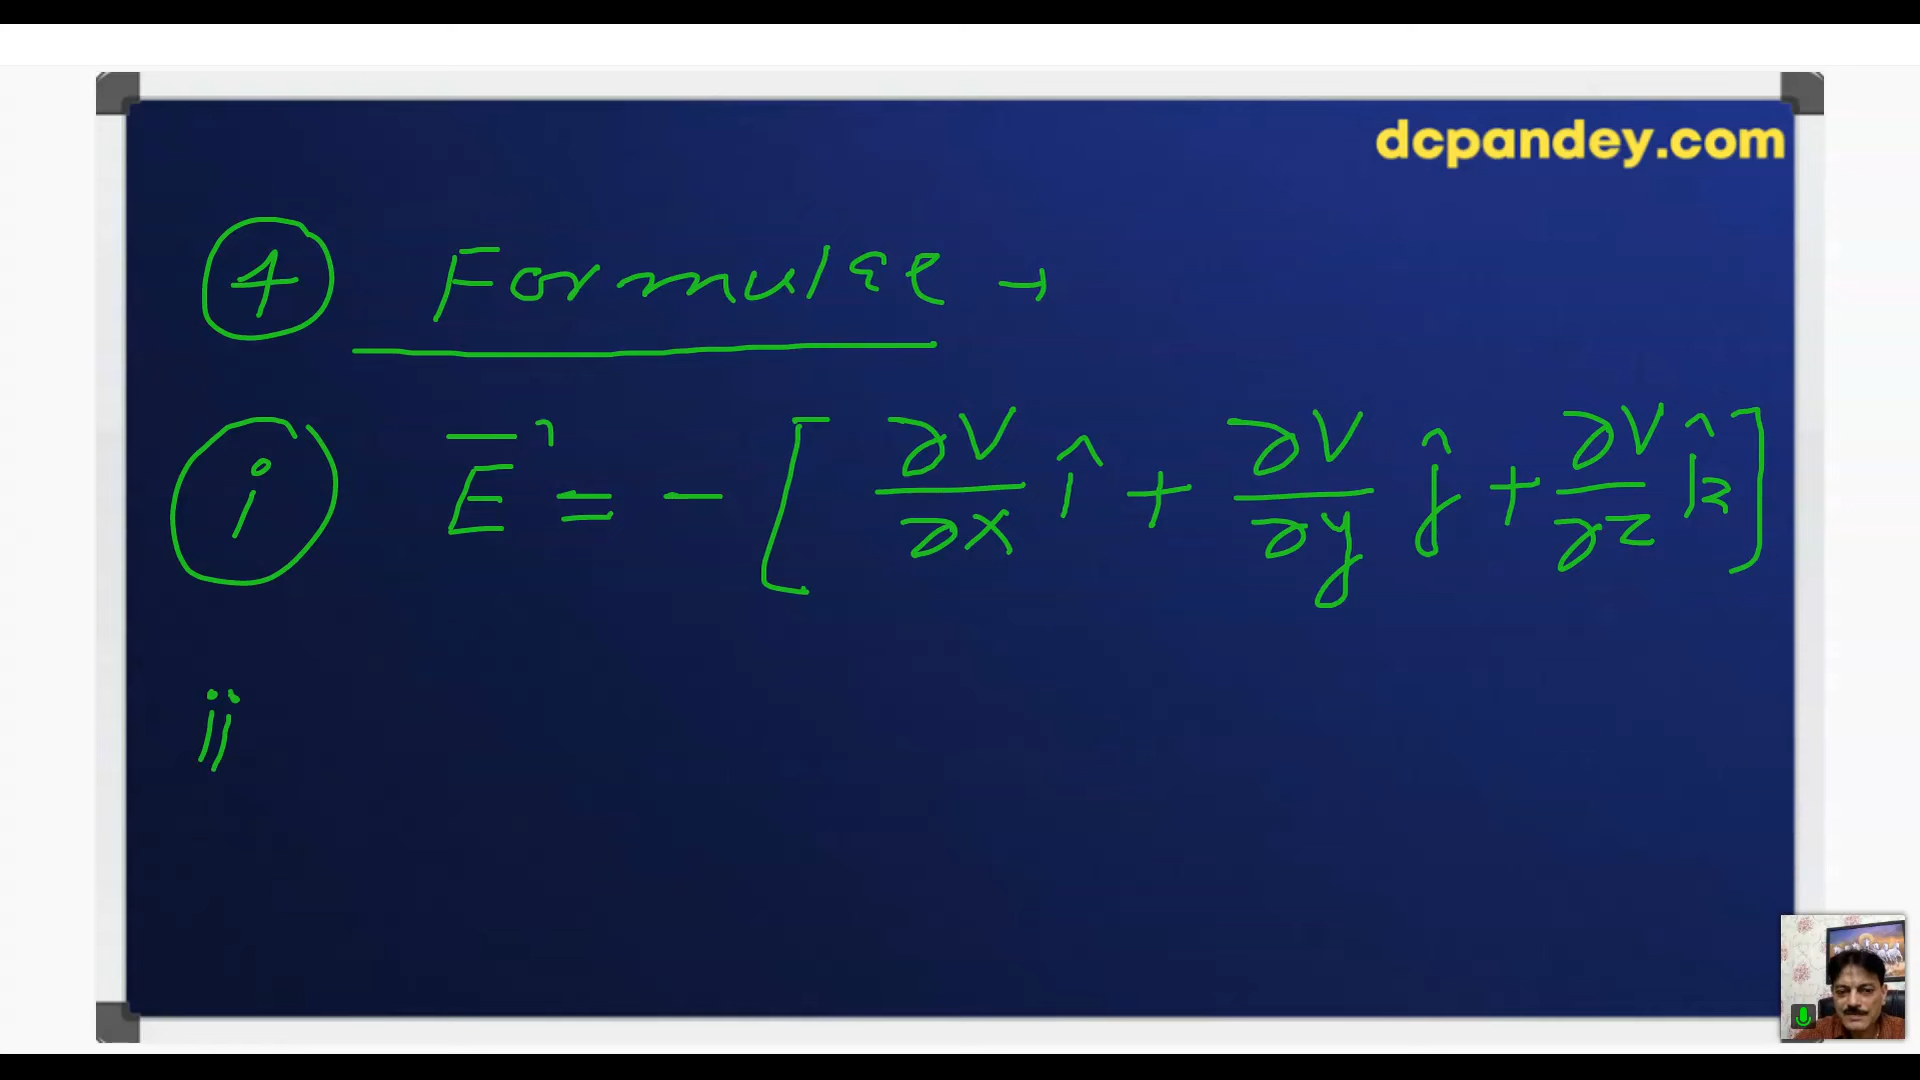 dcpandey.com
4 Formulae →
i E⃗ = - [ ∂V/∂x î + ∂V/∂y ĵ + ∂V/∂z k̂ ]
ii